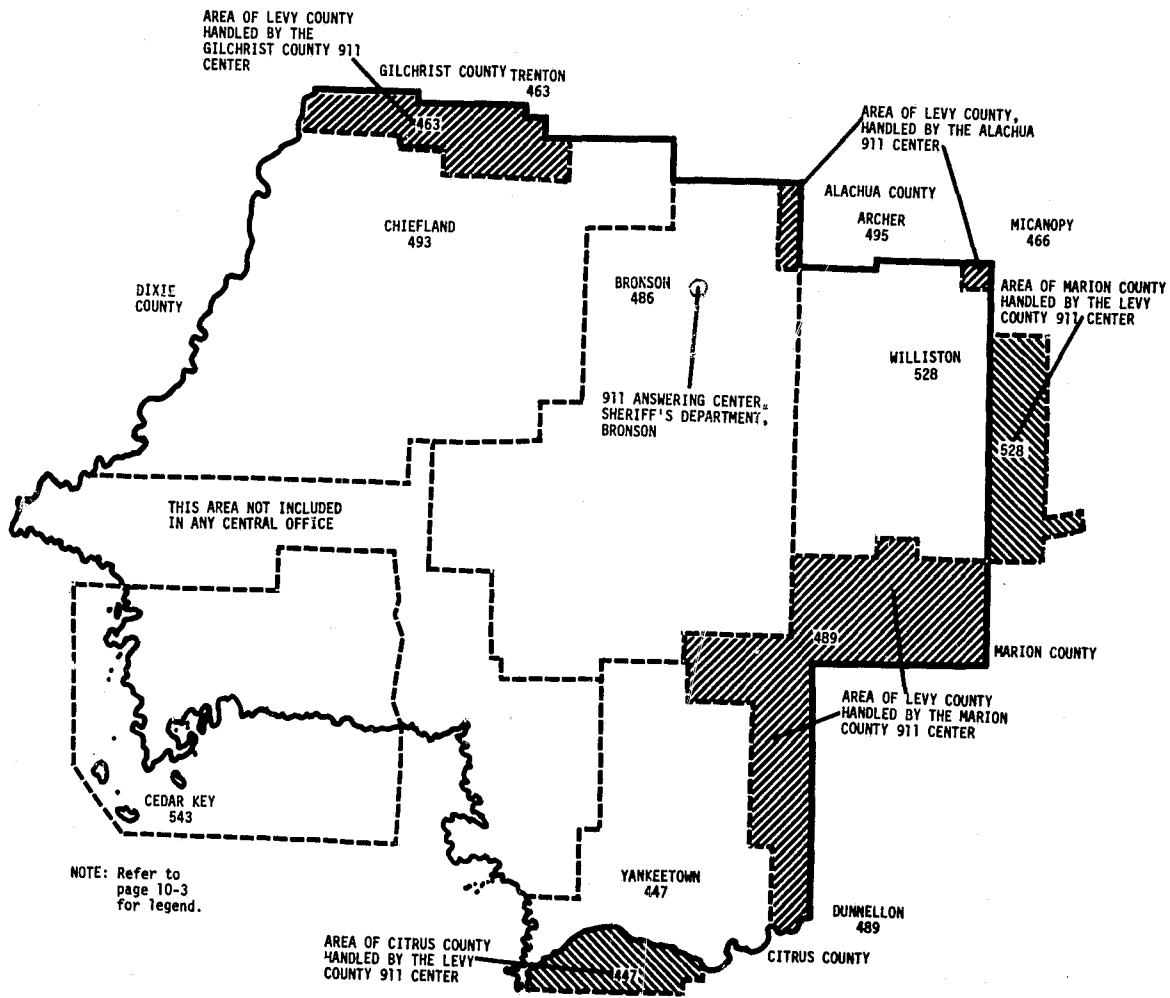 AREA OF LEVY COUNTY
HANDLED BY THE
GILCHRIST COUNTY 911
CENTER
GILCHRIST COUNTY
TRENTON
463
463
AREA OF LEVY COUNTY,
HANDLED BY THE ALACHUA
911 CENTER
ALACHUA COUNTY
ARCHER
495
MICANOPY
466
CHIEFLAND
493
DIXIE
COUNTY
BRONSON
486
AREA OF MARION COUNTY
HANDLED BY THE LEVY
COUNTY 911 CENTER
WILLISTON
528
911 ANSWERING CENTER,
SHERIFF'S DEPARTMENT,
BRONSON
528
THIS AREA NOT INCLUDED
IN ANY CENTRAL OFFICE
489
MARION COUNTY
AREA OF LEVY COUNTY
HANDLED BY THE MARION
COUNTY 911 CENTER
CEDAR KEY
543
NOTE: Refer to
page 10-3
for legend.
YANKEETOWN
447
DUNNELLON
489
AREA OF CITRUS COUNTY
HANDLED BY THE LEVY
COUNTY 911 CENTER
447
CITRUS COUNTY